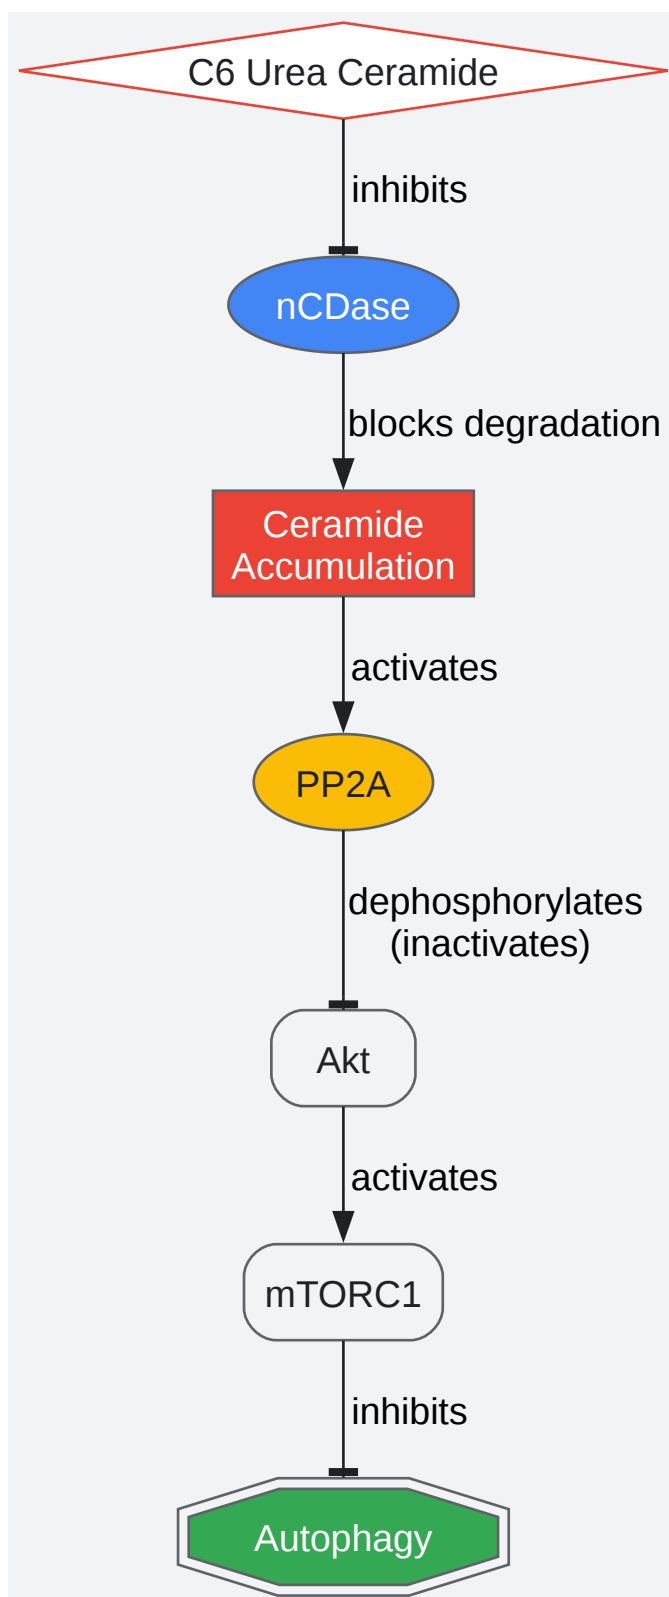 C6 Urea Ceramide
inhibits
nCDase
blocks degradation
Ceramide
Accumulation
activates
PP2A
dephosphorylates
(inactivates)
Akt
activates
mTORC1
inhibits
Autophagy